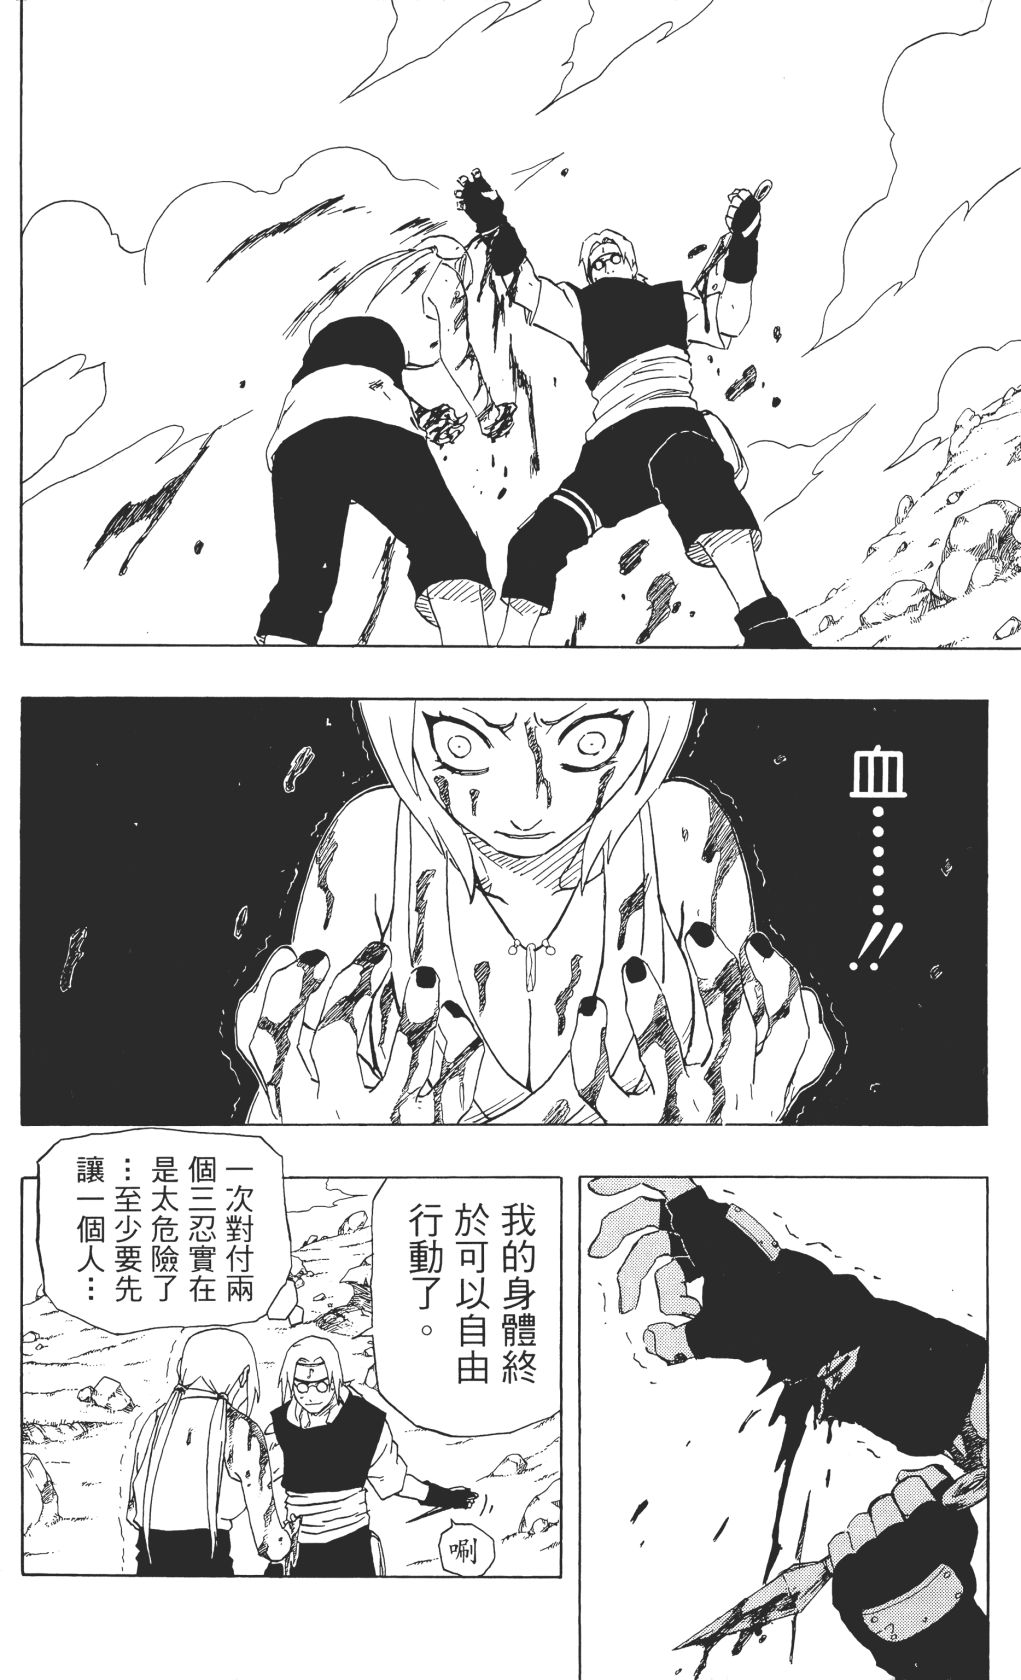 血……!!
我的身體終
於可以自由
行動了。
一次對付兩
個三忍實在
是太危險了
…至少要先
讓一個人…
唰